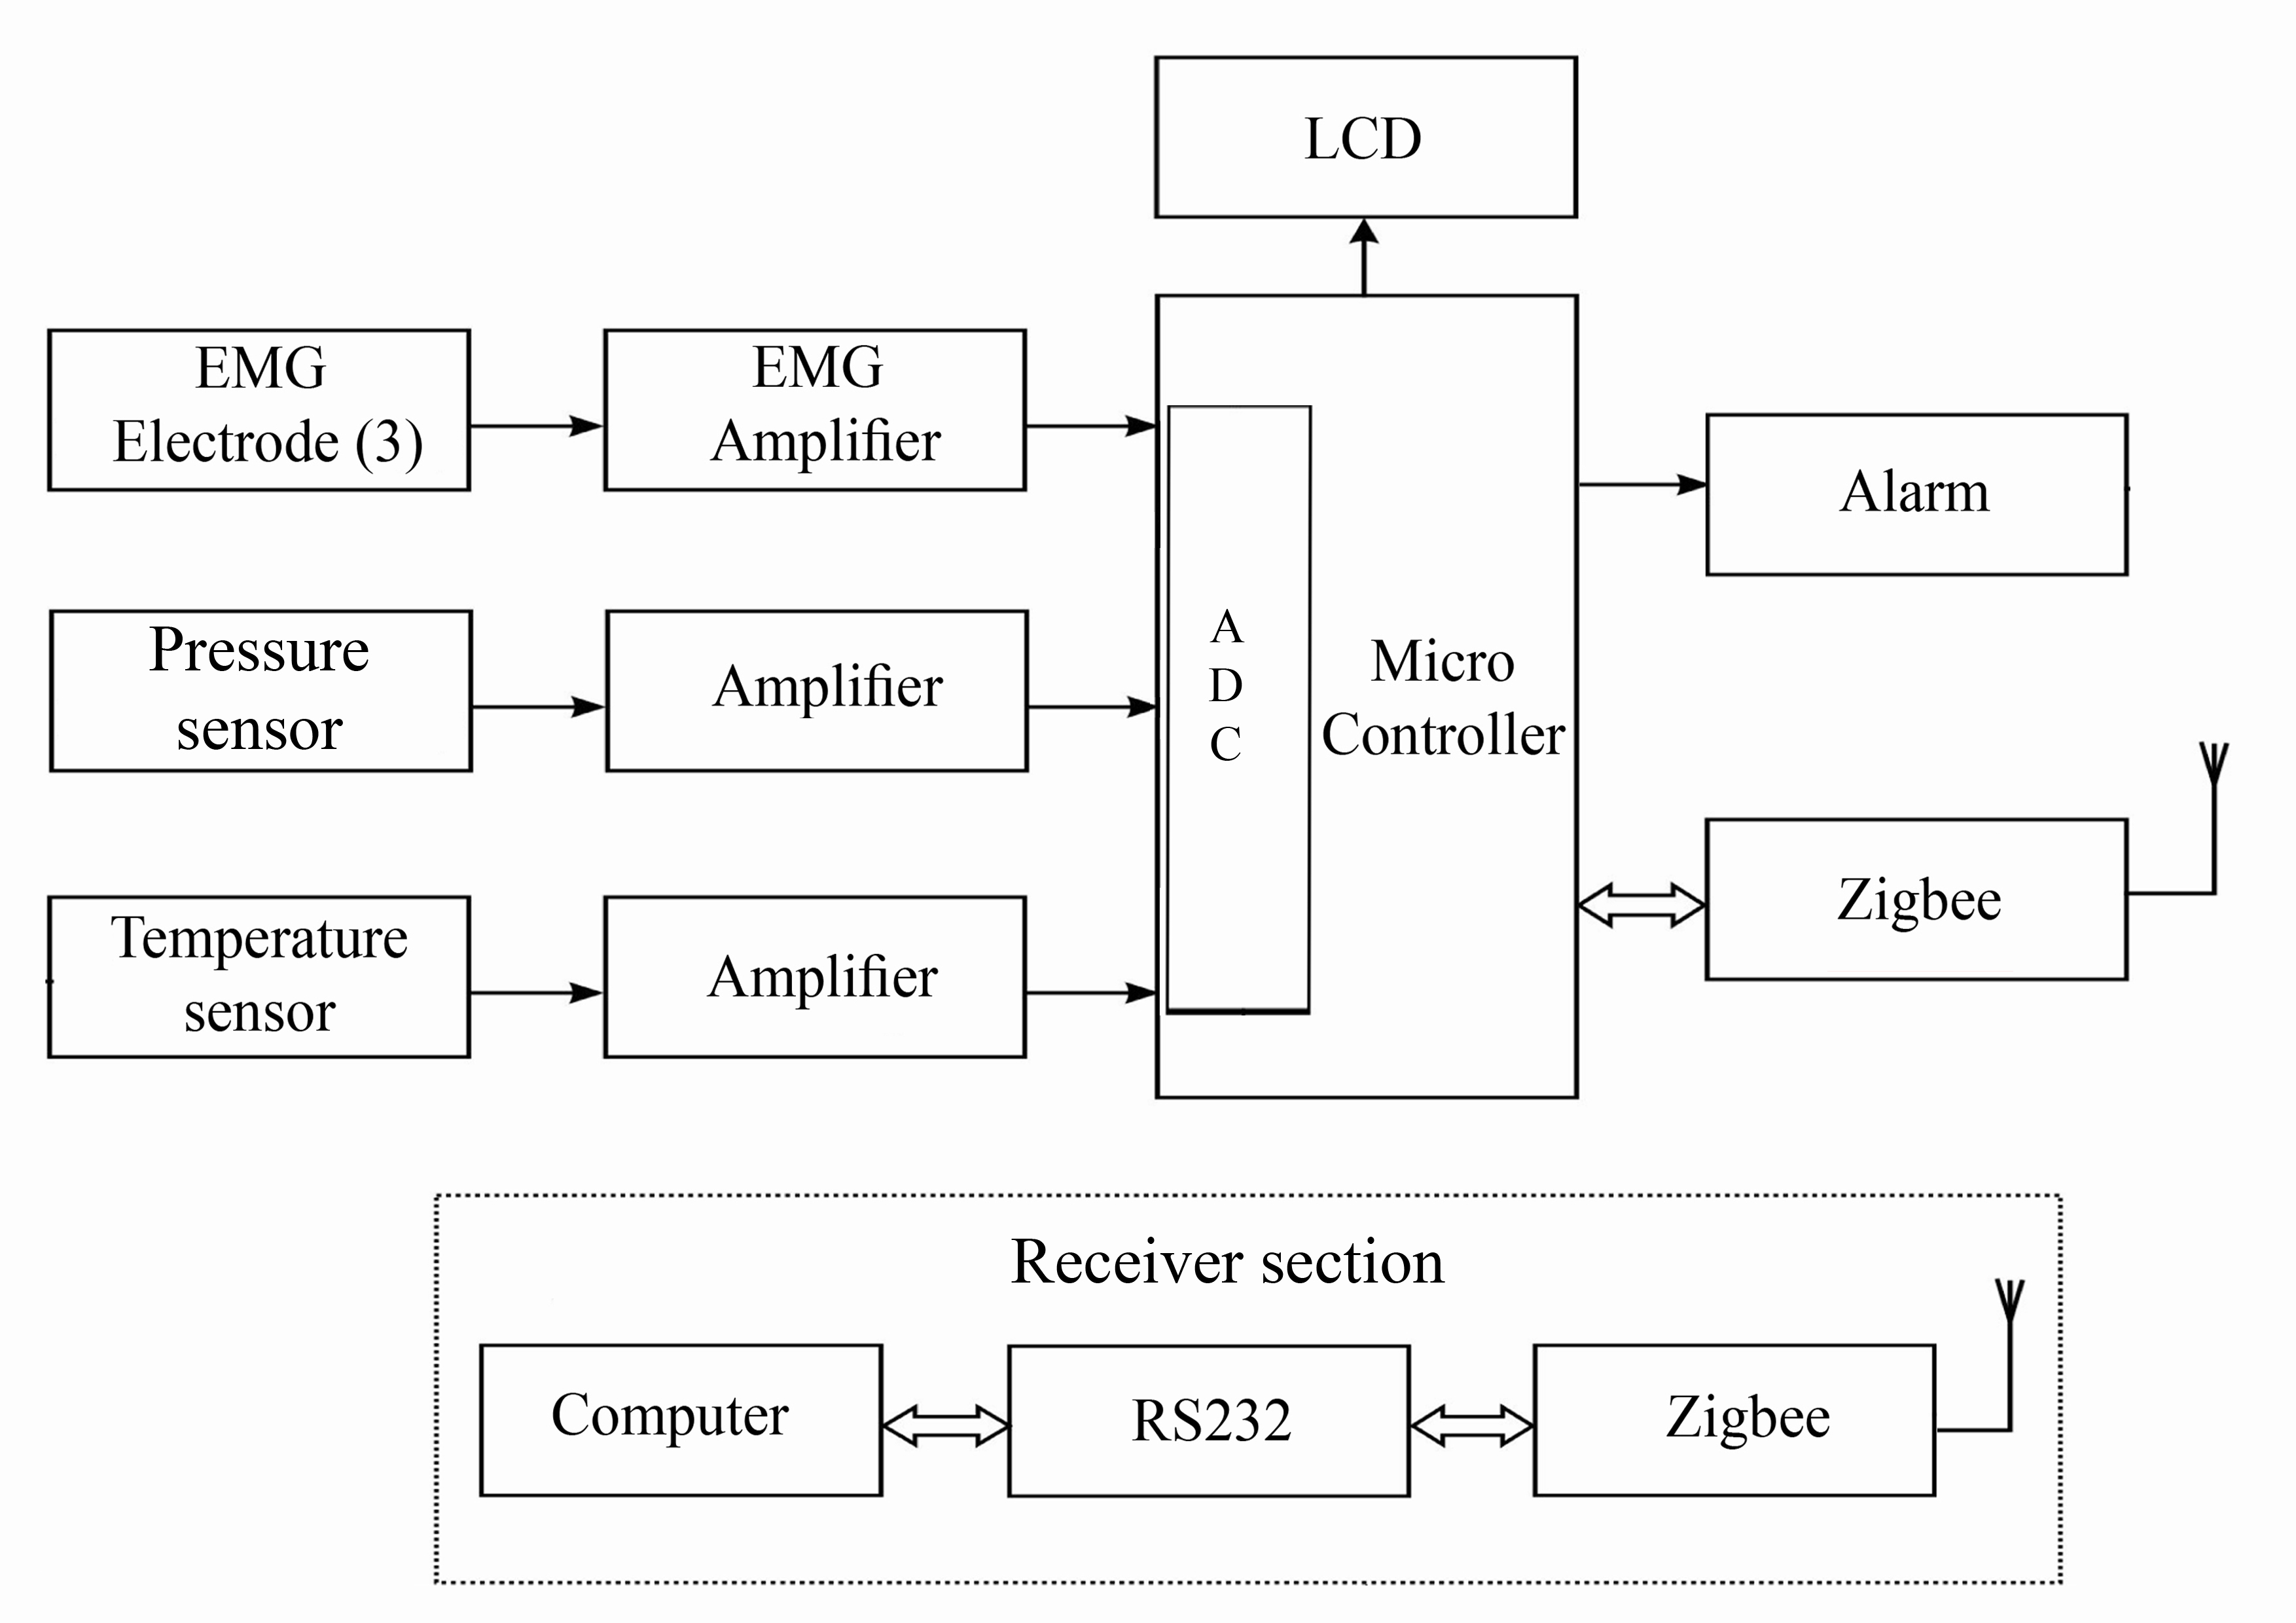 LCD
EMG
Electrode (3)
EMG
Amplifier
Alarm
Pressure
sensor
Amplifier
A
D
C
Micro
Controller
Temperature
sensor
Amplifier
Zigbee
Receiver section
Computer
RS232
Zigbee